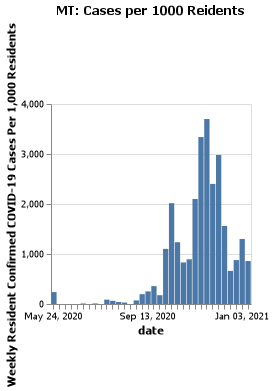 MT: Cases per 1000 Reidents
Weekly Resident Confirmed COVID-19 Cases Per 1,000 Residents
4,000
3,000
2,000
1,000
0
May 24, 2020
Sep 13, 2020
Jan 03, 2021
date